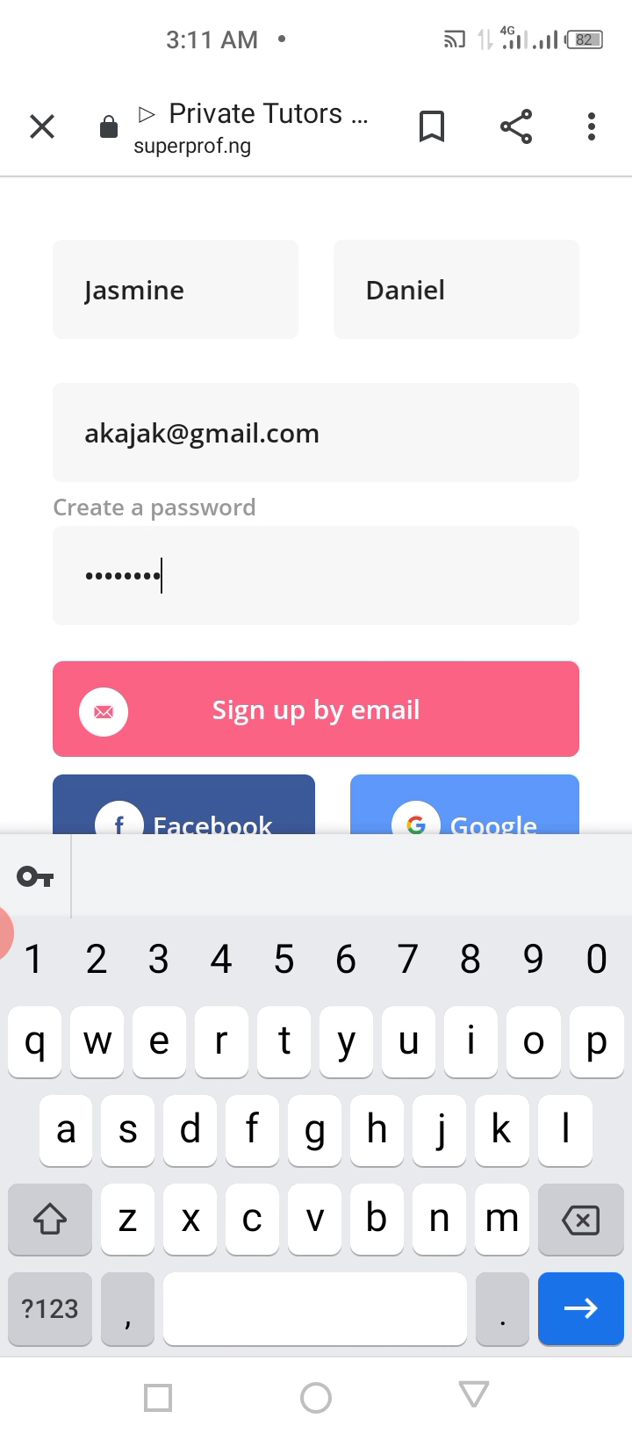 3:11 AM •
4G 82
▷ Private Tutors ...
superprof.ng
Jasmine Daniel
akajak@gmail.com
Create a password
••••••••
Sign up by email
f Facebook G Google
1 2 3 4 5 6 7 8 9 0
q w e r t y u i o p
a s d f g h j k l
z x c v b n m
?123 , .